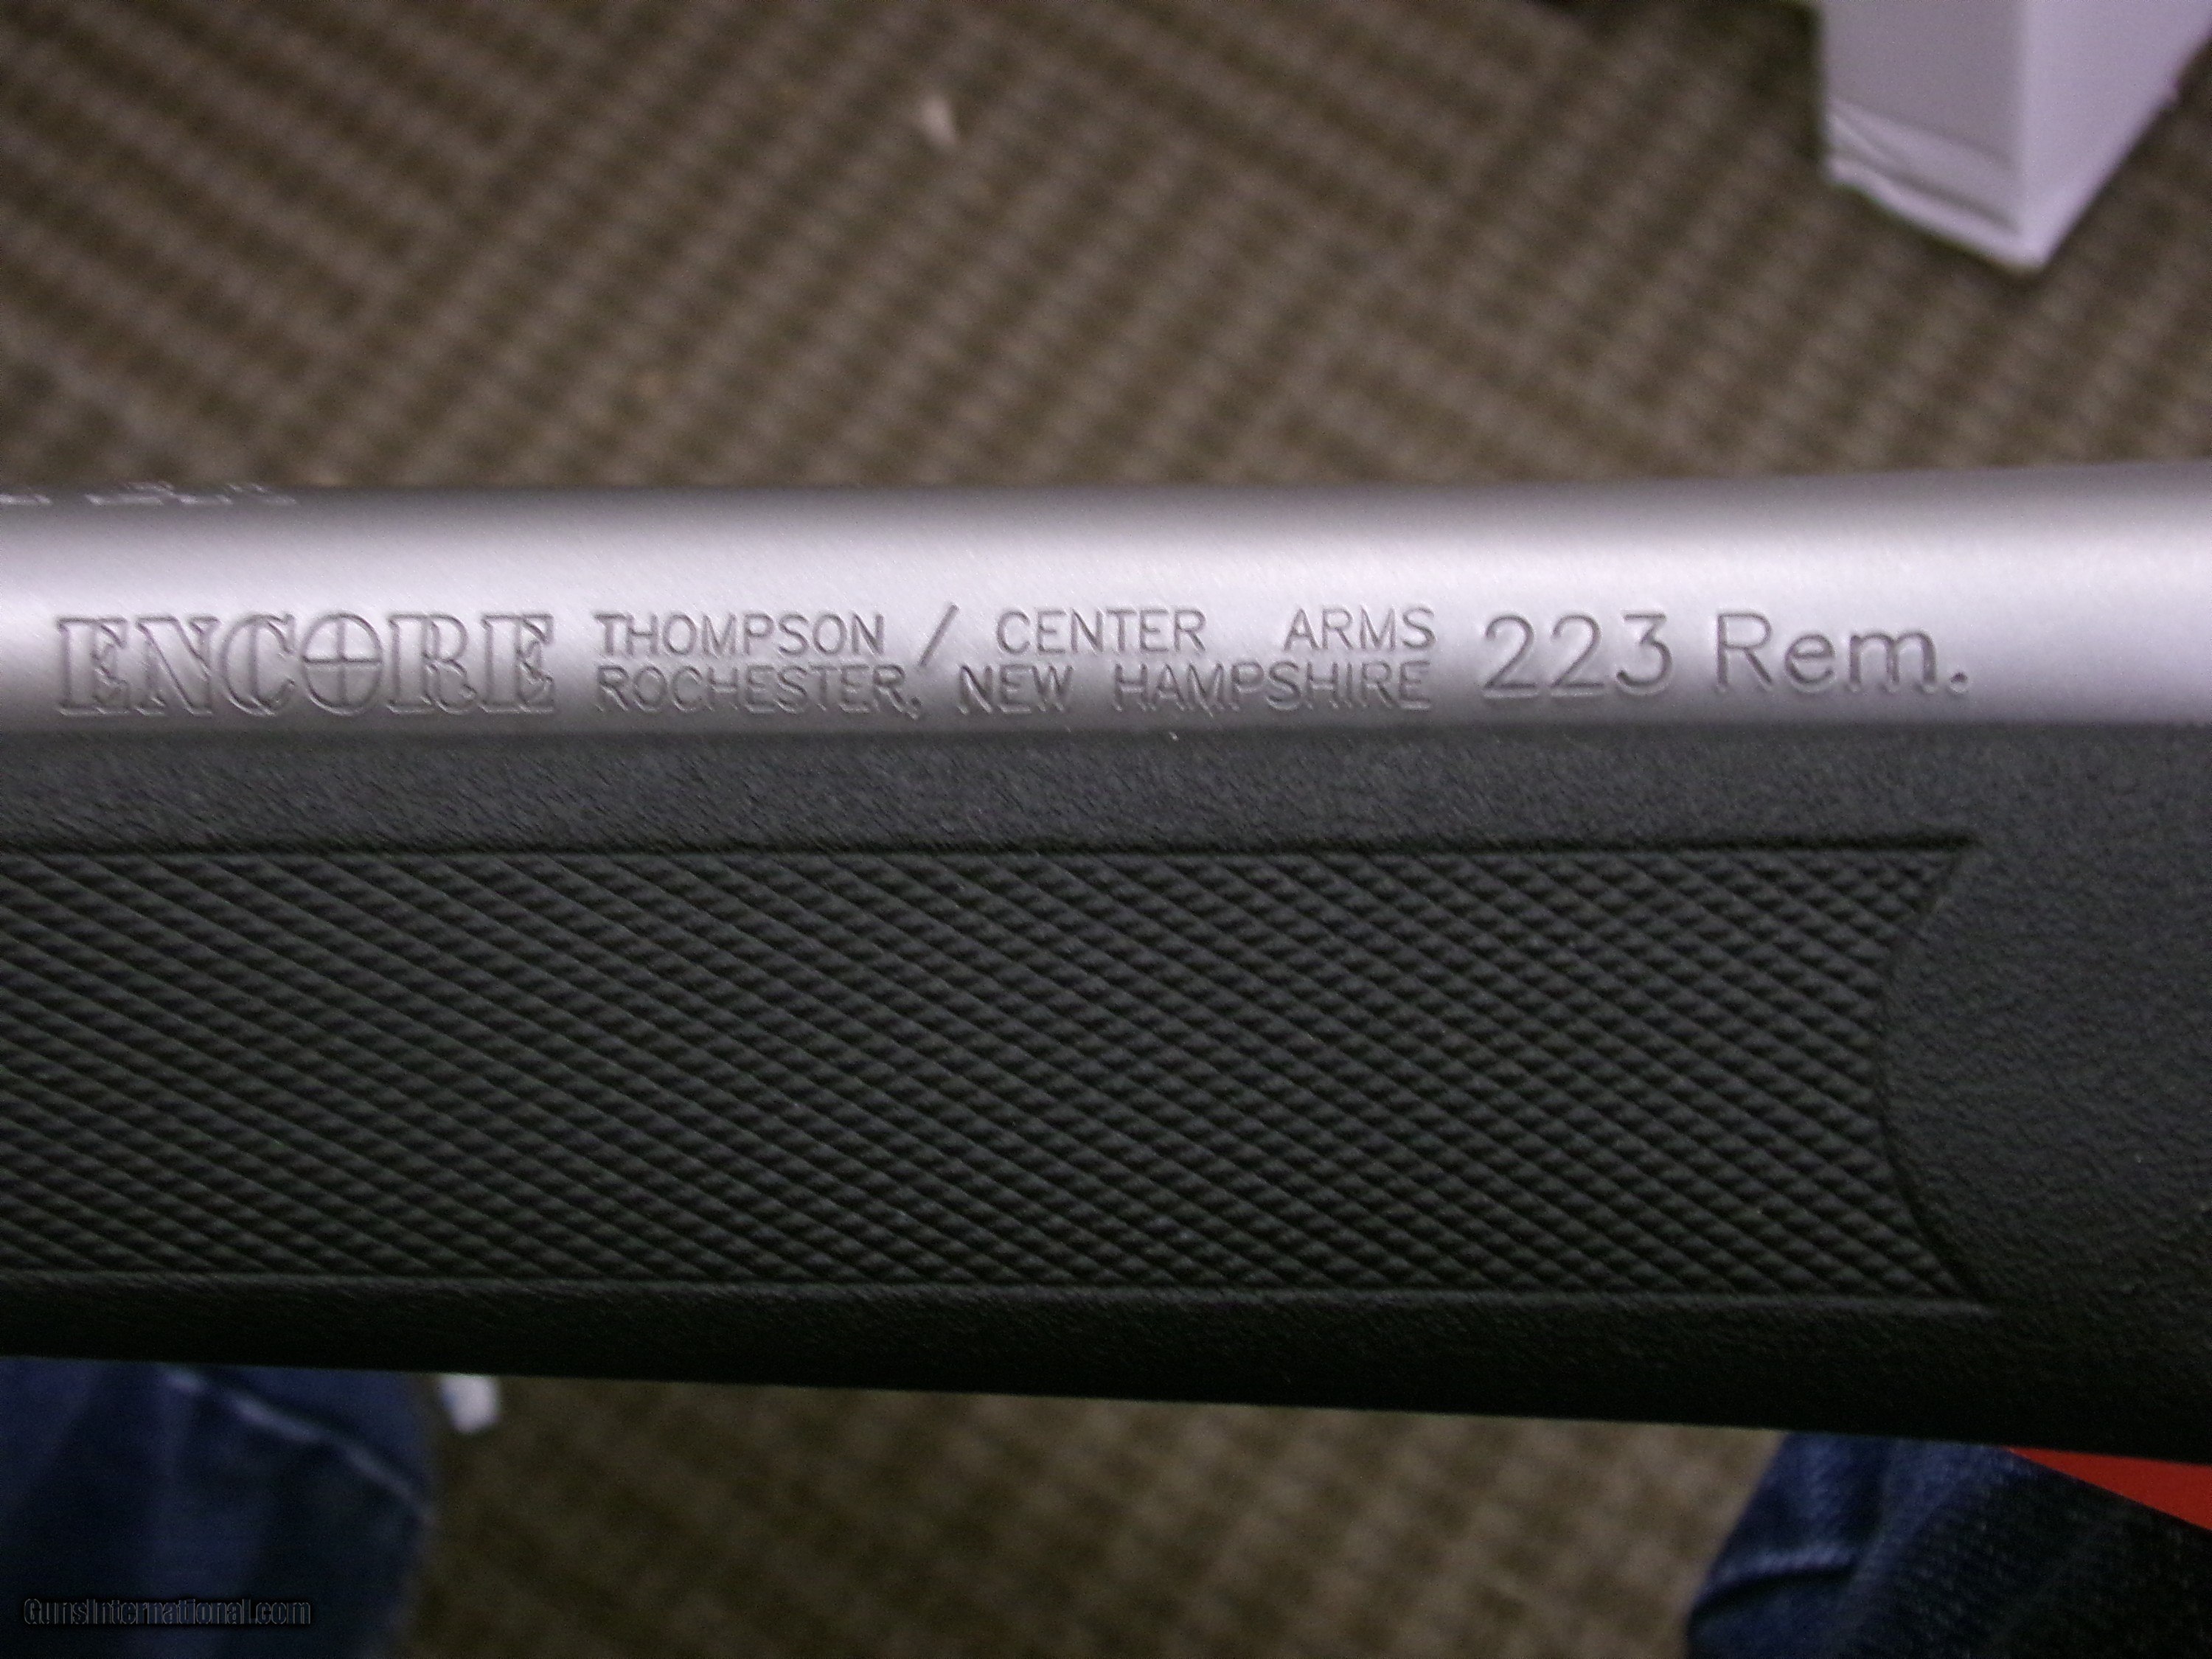 ENCORE THOMPSON / CENTER ARMS 223 Rem.
ROCHESTER, NEW HAMPSHIRE
GunsInternational.com